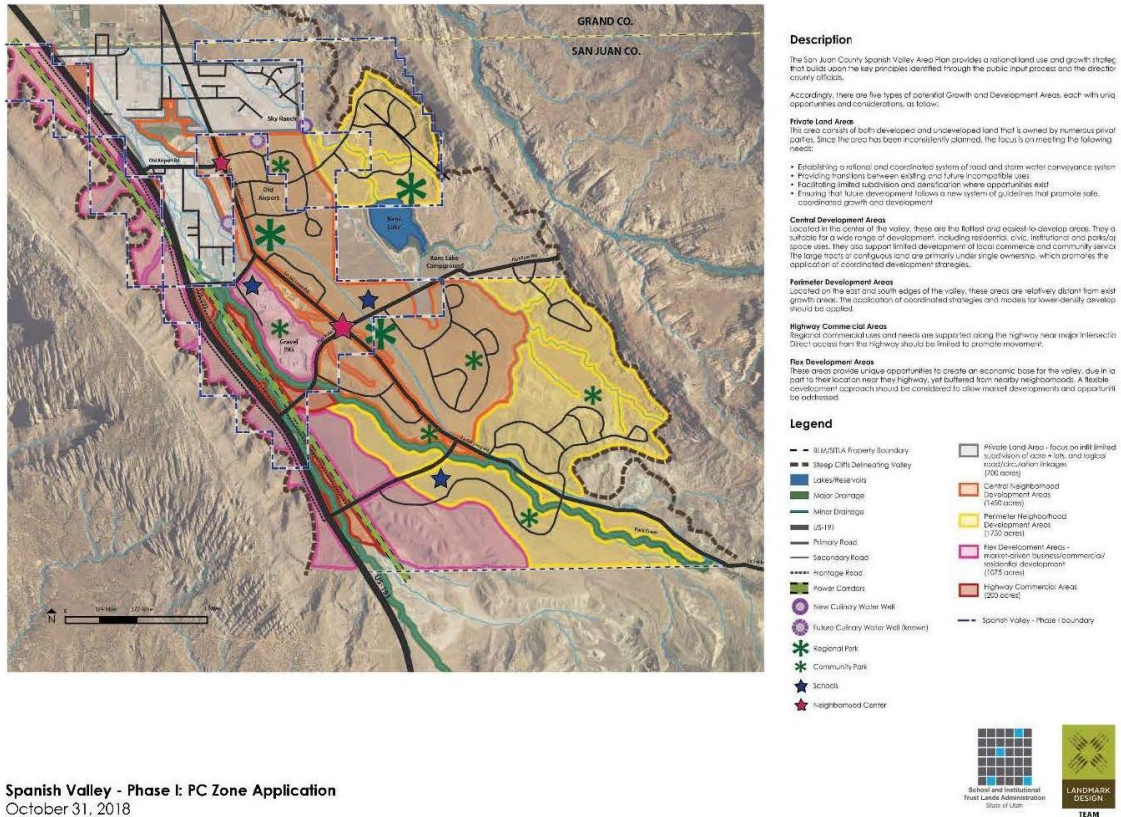 GRAND CO.
SAN JUAN CO.
Sky Ranch
Old Airport Rd
Old
Airport
Kens
Lake
Kens Lake
Campground
Gravel
Pits
Pack Creek
US-191
N
0 1/4 Mile 1/2 Mile 1 Mile
Description
The San Juan County Spanish Valley Area Plan provides a rational land use and growth strateg
that builds upon the key principles identified through the public input process and the direction
county officials.
Accordingly, there are five types of potential Growth and Development Areas, each with uniq
opportunities and considerations, as follow:
Private Land Areas
This area consists of both developed and undeveloped land that is owned by numerous privat
parties. Since the area has been inconsistently planned, the focus is on meeting the following
needs:
• Establishing a rational and coordinated system of road and storm water conveyance system
• Providing transitions between existing and future incompatible uses
• Facilitating limited subdivision and densification where opportunities exist
• Ensuring that future development follows a new system of guidelines that promote safe,
coordinated growth and development
Central Development Areas
Located in the center of the valley, these are the flattest and easiest-to-develop areas. They a
suitable for a wide range of development, including residential, civic, institutional and parks/op
space uses. They also support limited development of local commerce and community service
The large tracts of contiguous land are primarily under single ownership, which promotes the
application of coordinated development strategies.
Perimeter Development Areas
Located on the east and south edges of the valley, these areas are relatively distant from exist
growth areas. The application of coordinated strategies and models for lower-density develop
should be applied.
Highway Commercial Areas
Regional commercial uses and needs are supported along the highway near major intersectio
Direct access from the highway should be limited to promote movement.
Flex Development Areas
These areas provide unique opportunities to create an economic base for the valley, due in la
part to their location near they highway, yet buffered from nearby neighborhoods. A flexible
development approach should be considered to allow market developments and opportuniti
be addressed.
Legend
BLM/SITLA Property Boundary
Steep Cliffs Delineating Valley
Lakes/Reservoirs
Major Drainage
Minor Drainage
US-191
Primary Road
Secondary Road
Frontage Road
Power Corridors
New Culinary Water Well
Future Culinary Water Well (known)
Regional Park
Community Park
Schools
Neighborhood Center
Private Land Area - focus on infill limited
subdivision of acre + lots, and logical
road/circulation linkages
(700 acres)
Central Neighborhood
Development Areas
(1450 acres)
Perimeter Neighborhood
Development Areas
(1750 acres)
Flex Development Areas -
market-driven business/commercial/
residential development
(1075 acres)
Highway Commercial Areas
(200 acres)
Spanish Valley - Phase I boundary
School and Institutional
Trust Lands Administration
State of Utah
LANDMARK
DESIGN
TEAM
Spanish Valley - Phase I: PC Zone Application
October 31, 2018